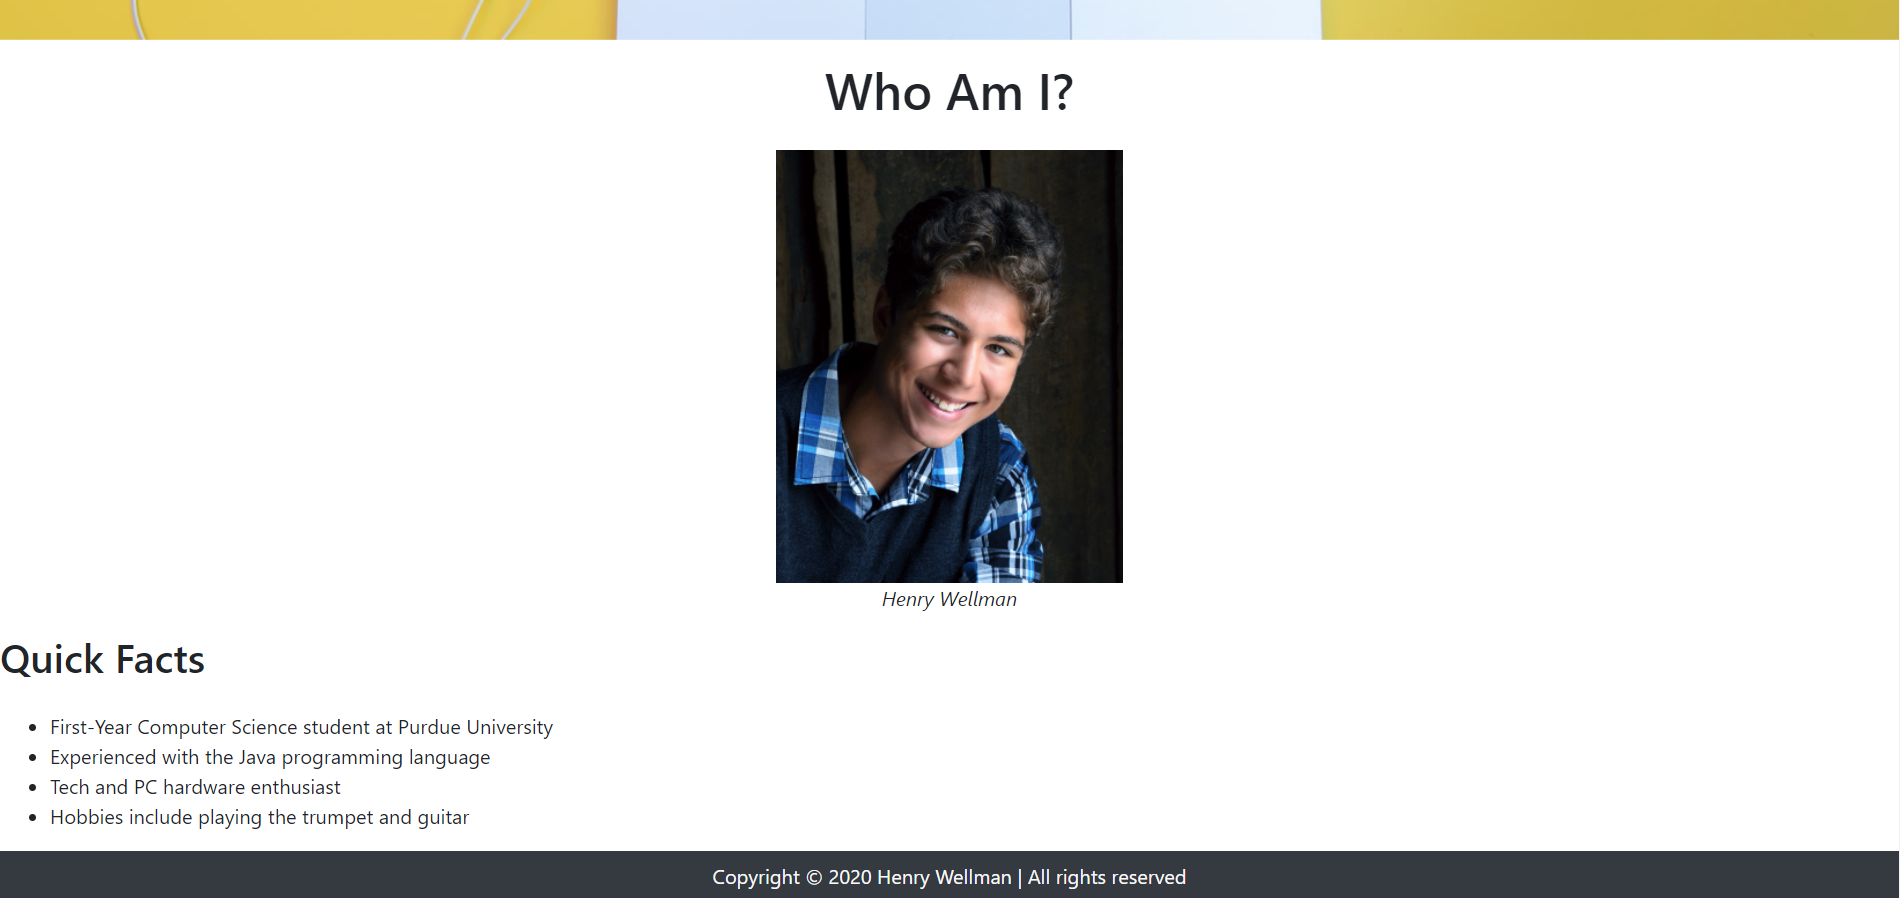 Who Am I?
Henry Wellman
Quick Facts
First-Year Computer Science student at Purdue University
Experienced with the Java programming language
Tech and PC hardware enthusiast
Hobbies include playing the trumpet and guitar
Copyright © 2020 Henry Wellman | All rights reserved